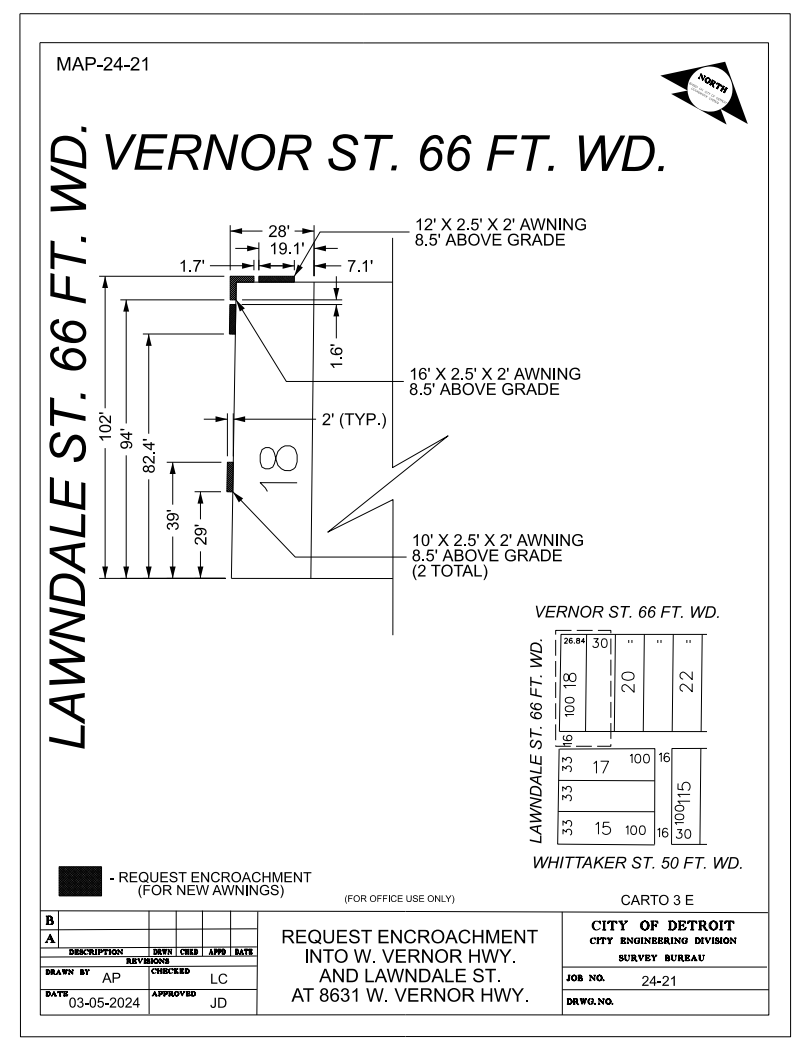 MAP-24-21
NORTH
VERNOR ST. 66 FT. WD.
LAWNDALE ST. 66 FT. WD.
28'
19.1'
1.7'
7.1'
12' X 2.5' X 2' AWNING
8.5' ABOVE GRADE
1.6'
16' X 2.5' X 2' AWNING
8.5' ABOVE GRADE
2' (TYP.)
102'
94'
82.4'
39'
29'
18
10' X 2.5' X 2' AWNING
8.5' ABOVE GRADE
(2 TOTAL)
VERNOR ST. 66 FT. WD.
LAWNDALE ST. 66 FT. WD.
26.84 30 " " "
100 18 20 22
16
33 17 100 16
33
33 15 100 16 30
100 115
WHITTAKER ST. 50 FT. WD.
- REQUEST ENCROACHMENT
(FOR NEW AWNINGS)
(FOR OFFICE USE ONLY)
CARTO 3 E
B
A
DESCRIPTION DRWN CHKD APPD DATE
REVISIONS
DRAWN BY AP CHECKED LC
DATE 03-05-2024 APPROVED JD
REQUEST ENCROACHMENT
INTO W. VERNOR HWY.
AND LAWNDALE ST.
AT 8631 W. VERNOR HWY.
CITY OF DETROIT
CITY ENGINEERING DIVISION
SURVEY BUREAU
JOB NO. 24-21
DRWG. NO.